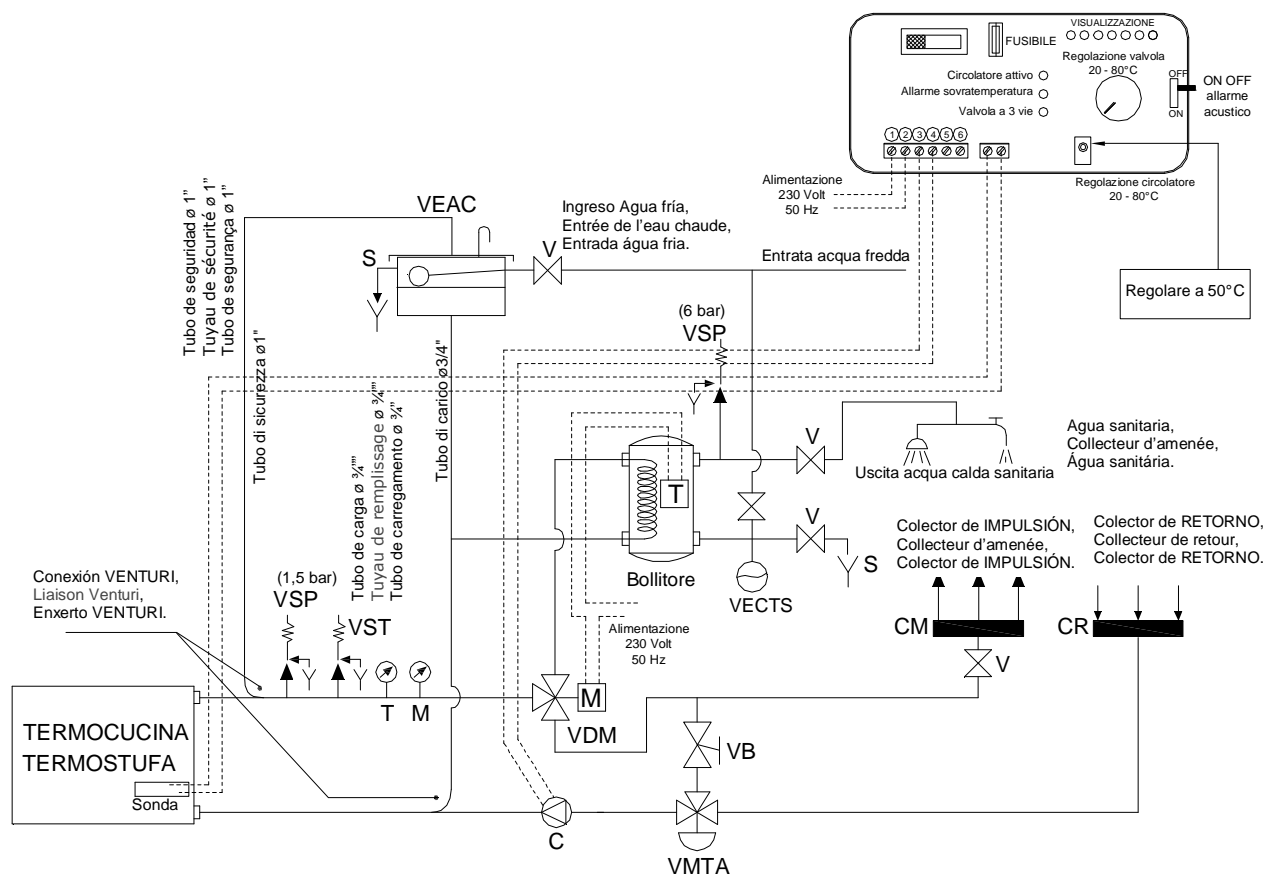 VISUALIZZAZIONE
FUSIBILE
Regolazione valvola
20 - 80°C
Circolatore attivo
Allarme sovratemperatura
Valvola a 3 vie
OFF
ON
ON OFF
allarme
acustico
1 2 3 4 5 6
Alimentazione
230 Volt
50 Hz
Regolazione circolatore
20 - 80°C
Regolare a 50°C
Tubo de seguridad ø 1”
Tuyau de sécurité ø 1”
Tubo de segurança ø 1”
VEAC
S
V
Ingreso Agua fría,
Entrée de l’eau chaude,
Entrada água fria.
Entrata acqua fredda
Tubo di sicurezza ø1"
Tubo di carico ø3/4"
(6 bar)
VSP
Tubo de carga ø ¾””
Tuyau de remplissage ø ¾””
Tubo de carregamento ø ¾”
V
Uscita acqua calda sanitaria
Agua sanitaria,
Collecteur d’amenée,
Água sanitária.
T
Bollitore
V
S
VECTS
Colector de IMPULSIÓN,
Collecteur d’amenée,
Colector de IMPULSIÓN.
Colector de RETORNO,
Collecteur de retour,
Colector de RETORNO.
CM
CR
V
Conexión VENTURI,
Liaison Venturi,
Enxerto VENTURI.
(1,5 bar)
VSP
VST
T
M
Alimentazione
230 Volt
50 Hz
M
VDM
VB
TERMOCUCINA
TERMOSTUFA
Sonda
C
VMTA